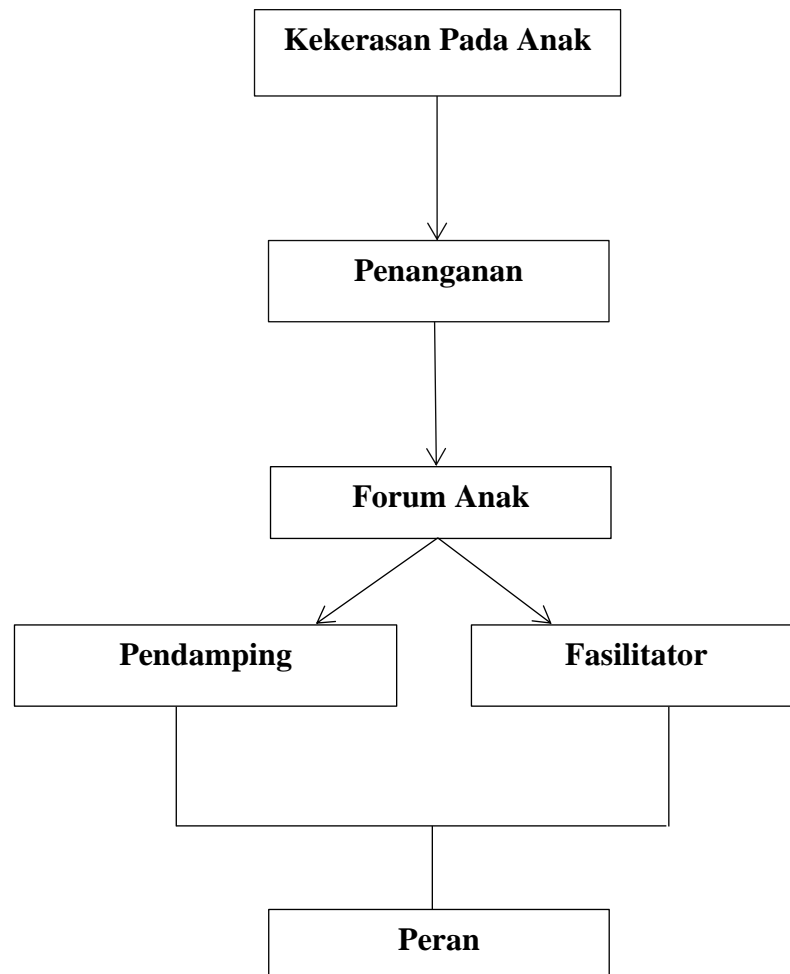 Kekerasan Pada Anak
Penanganan
Forum Anak
Pendamping
Fasilitator
Peran